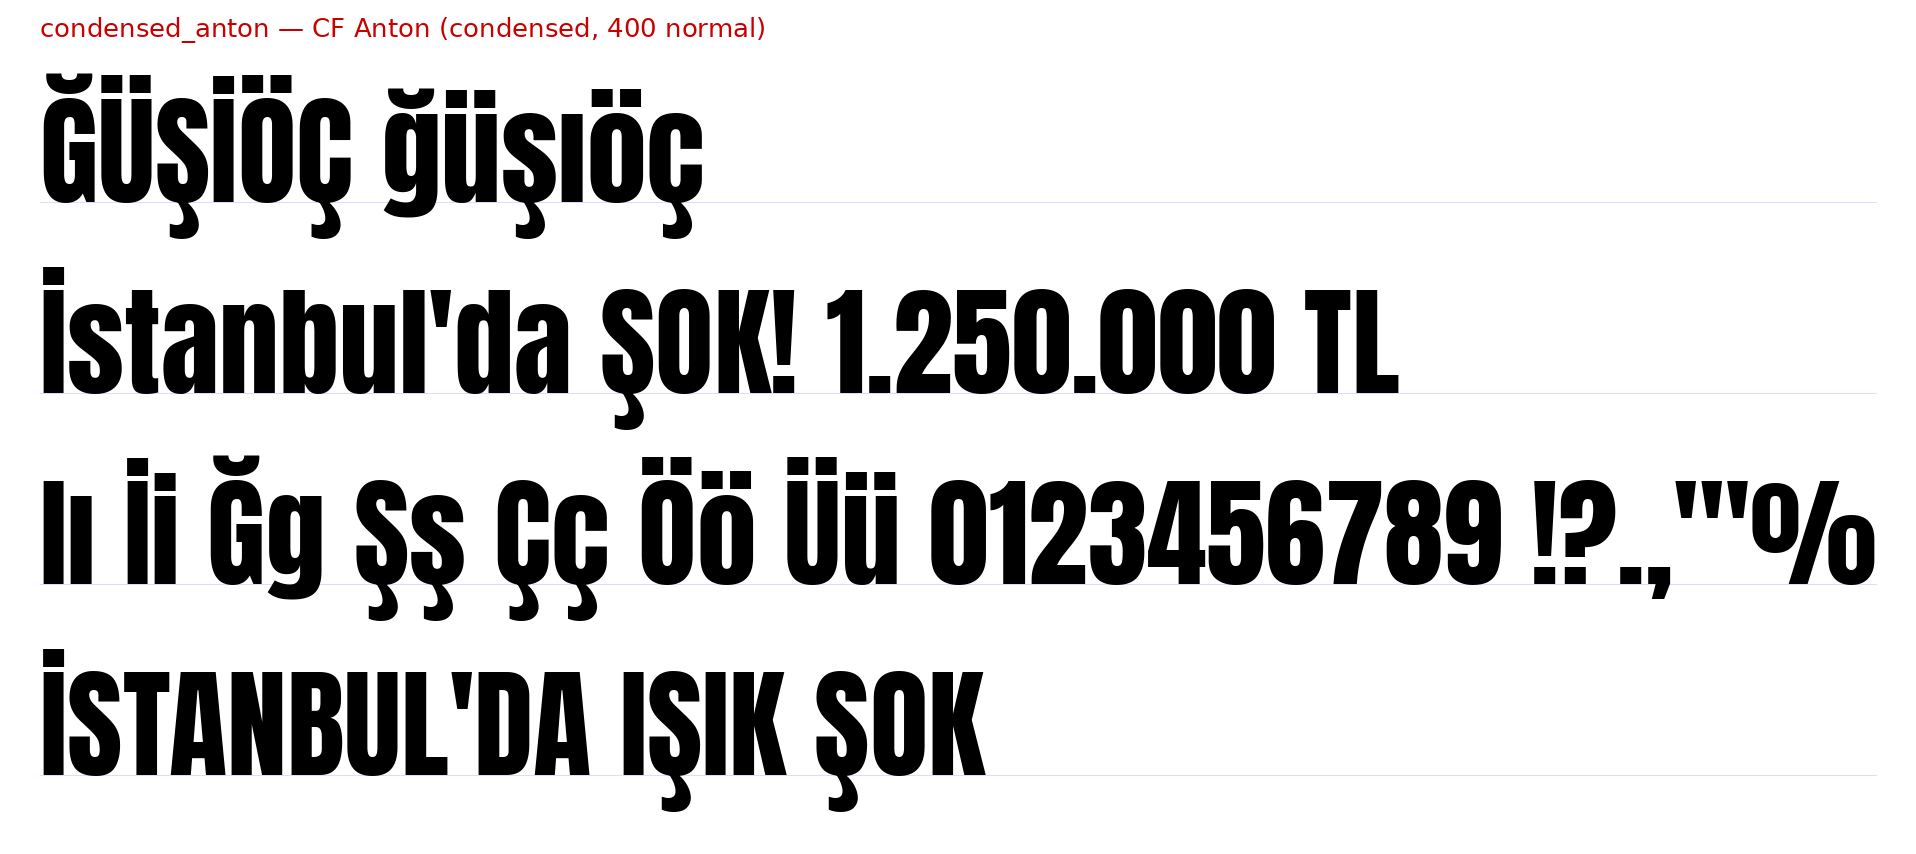 condensed_anton — CF Anton (condensed, 400 normal)
ĞÜŞİÖÇ ğüşıöç
İstanbul'da ŞOK! 1.250.000 TL
Iı İi Ğg Şş Çç Öö Üü 0123456789 !?.,"'%
İSTANBUL'DA IŞIK ŞOK